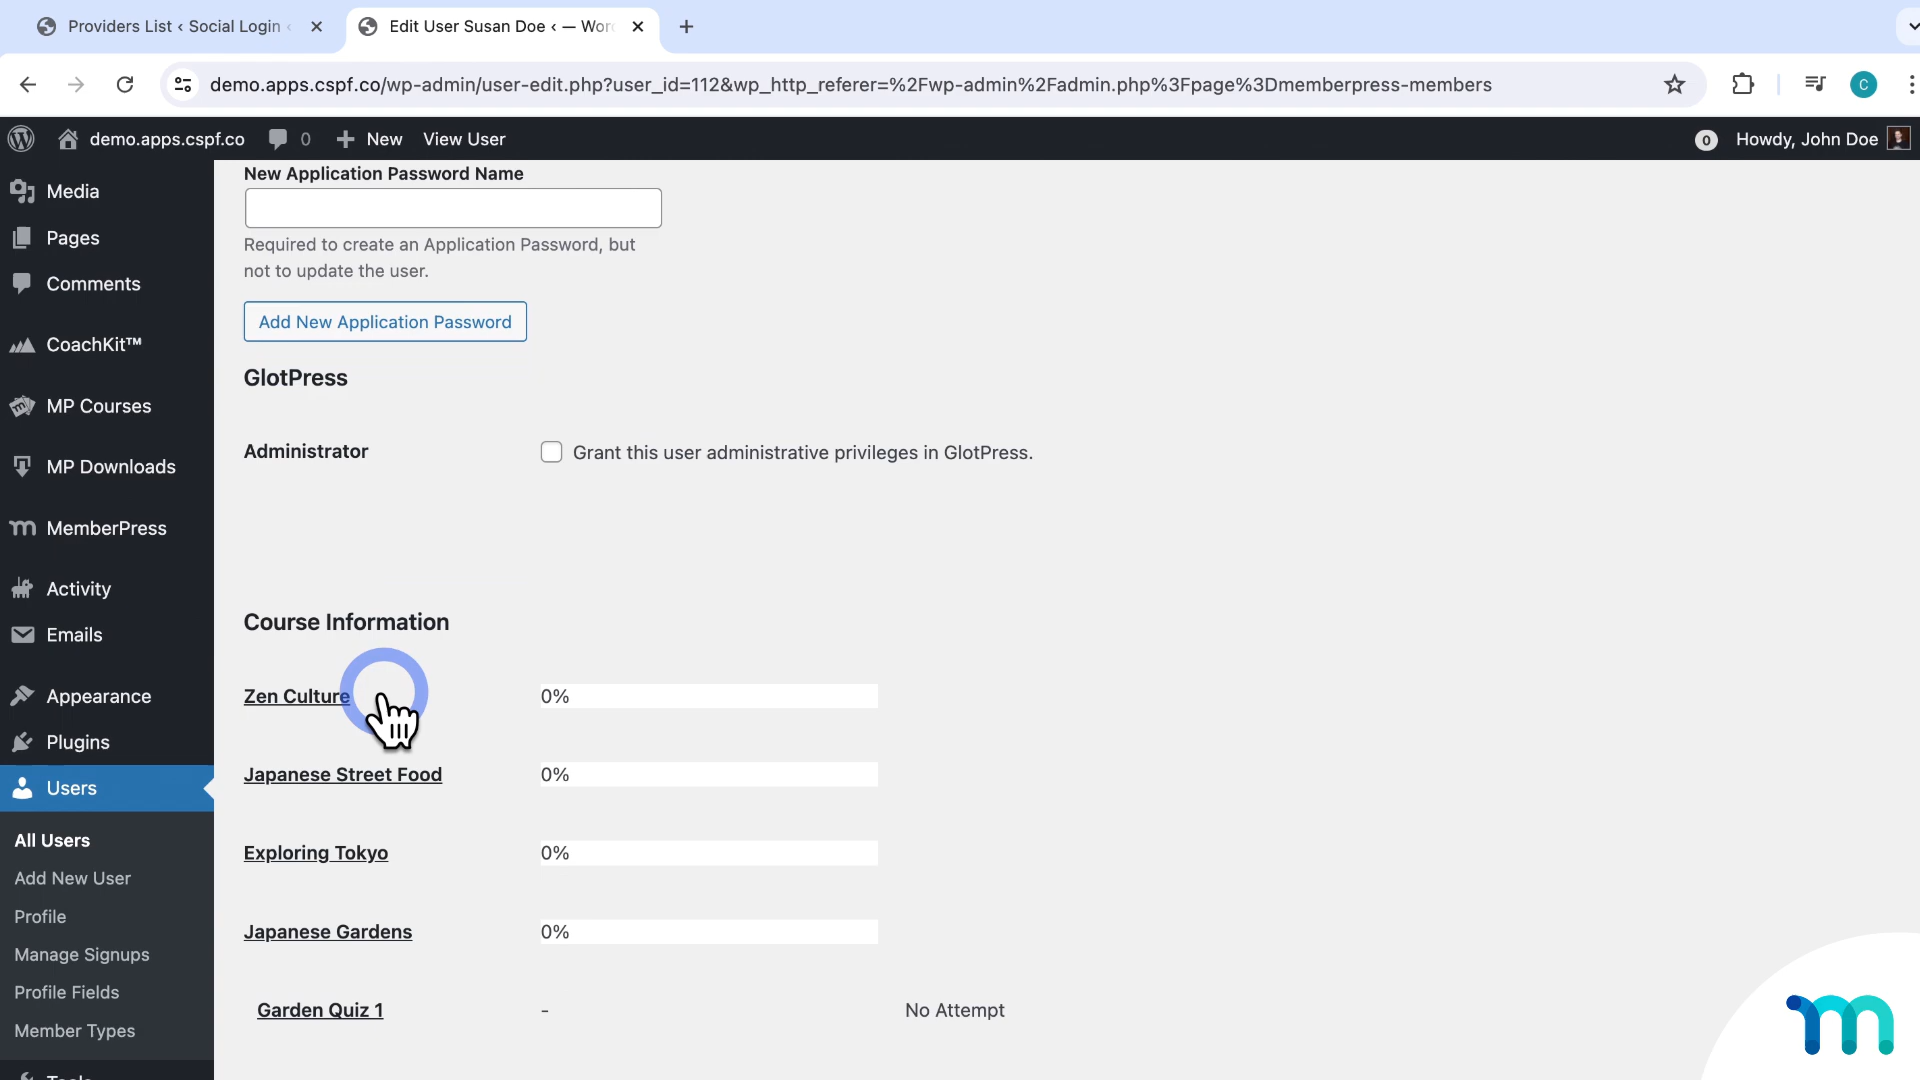 Providers List ‹ Social Login ‹
Edit User Susan Doe ‹ — Wor
demo.apps.cspf.co/wp-admin/user-edit.php?user_id=112&wp_http_referer=%2Fwp-admin%2Fadmin.php%3Fpage%3Dmemberpress-members
C
demo.apps.cspf.co
0
New
View User
0
Howdy, John Doe
Media
Pages
Comments
CoachKit™
MP Courses
MP Downloads
MemberPress
Activity
Emails
Appearance
Plugins
Users
All Users
Add New User
Profile
Manage Signups
Profile Fields
Member Types
Tools
New Application Password Name
Required to create an Application Password, but
not to update the user.
Add New Application Password
GlotPress
Administrator
Grant this user administrative privileges in GlotPress.
Course Information
Zen Culture
0%
Japanese Street Food
0%
Exploring Tokyo
0%
Japanese Gardens
0%
Garden Quiz 1
-
No Attempt
m